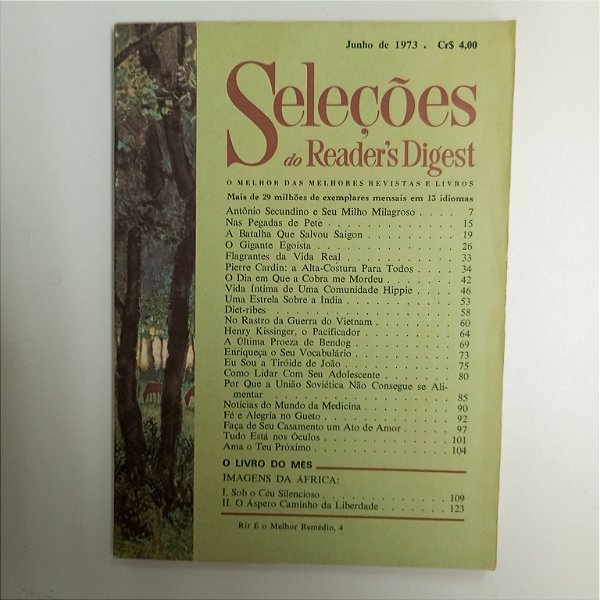 Junho de 1973 . Cr$ 4,00
Seleções
do Reader's Digest
O MELHOR DAS MELHORES REVISTAS E LIVROS
Mais de 29 milhões de exemplares mensais em 13 idiomas
Antônio Secundino e Seu Milho Milagroso . . . . 7
Nas Pegadas de Pete . . . . . . . . . . . . 15
A Batalha Que Salvou Saigon . . . . . . . . 19
O Gigante Egoísta . . . . . . . . . . . . 26
Flagrantes da Vida Real . . . . . . . . . . 33
Pierre Cardin: a Alta-Costura Para Todos . . . . 34
O Dia em Que a Cobra me Mordeu . . . . . . 42
Vida Íntima de Uma Comunidade Hippie . . . . 46
Uma Estrela Sobre a Índia . . . . . . . . . 53
Diet-ribes . . . . . . . . . . . . . . . 58
No Rastro da Guerra do Vietnam . . . . . . . 60
Henry Kissinger, o Pacificador . . . . . . . . 64
A Última Proeza de Bendog . . . . . . . . . 69
Enriqueça o Seu Vocabulário . . . . . . . . 73
Eu Sou a Tiróide de João . . . . . . . . . . 75
Como Lidar Com Seu Adolescente . . . . . . . 80
Por Que a União Soviética Não Consegue se Ali-
mentar . . . . . . . . . . . . . . . . 85
Notícias do Mundo da Medicina . . . . . . . . 90
Fé e Alegria no Gueto . . . . . . . . . . . 92
Faça de Seu Casamento um Ato de Amor . . . . 97
Tudo Está nos Óculos . . . . . . . . . . . 101
Ama o Teu Próximo . . . . . . . . . . . . 104
O LIVRO DO MÊS
IMAGENS DA ÁFRICA:
I. Sob o Céu Silencioso . . . . . . . . . . 109
II. O Áspero Caminho da Liberdade . . . . . . 123
Rir É o Melhor Remédio, 4